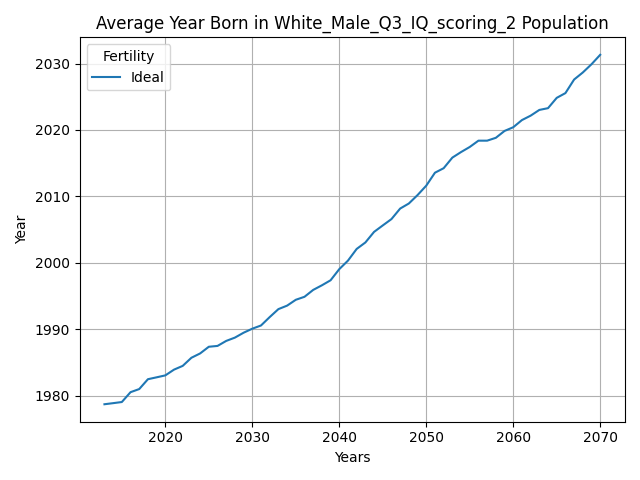 Average Year Born in White_Male_Q3_IQ_scoring_2 Population
Fertility
Ideal
Year
2030
2020
2010
2000
1990
1980
2020 2030 2040 2050 2060 2070
Years